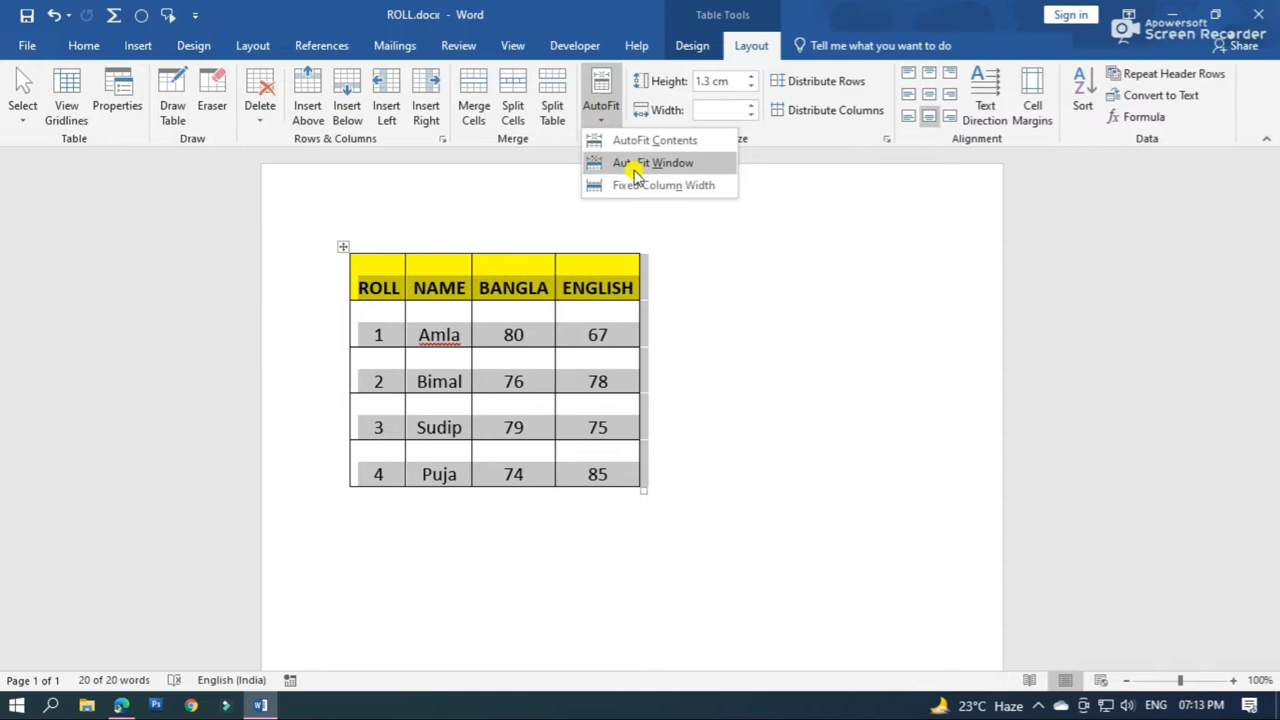 ROLL.docx - Word
Table Tools
Sign in
Apowersoft
Screen Recorder
File Home Insert Design Layout References Mailings Review View Developer Help Design Layout Tell me what you want to do Share
Select
View
Gridlines
Properties
Table
Draw
Table
Eraser
Draw
Delete
Insert
Above
Insert
Below
Insert
Left
Insert
Right
Rows & Columns
Merge
Cells
Split
Cells
Split
Table
Merge
AutoFit
Height: 1.3 cm
Width:
Distribute Rows
Distribute Columns
ze
Text
Direction
Cell
Margins
Alignment
Sort
Repeat Header Rows
Convert to Text
Formula
Data
AutoFit Contents
AutoFit Window
Fixed Column Width
ROLL NAME BANGLA ENGLISH
1 Amla 80 67
2 Bimal 76 78
3 Sudip 79 75
4 Puja 74 85
Page 1 of 1 20 of 20 words English (India) 100%
23°C Haze ENG 07:13 PM